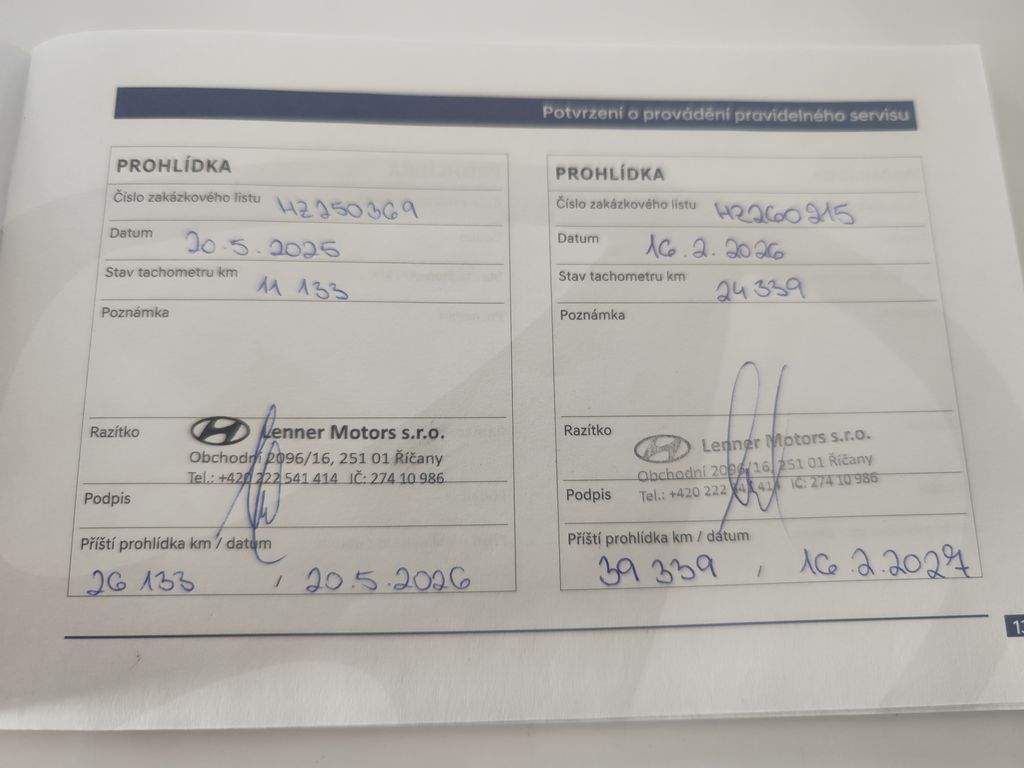 Potvrzení o provádění pravidelného servisu
PROHLÍDKA
Číslo zakázkového listu HZ250369
Datum 20.5.2025
Stav tachometru km 11 133
Poznámka
Razítko
Lenner Motors s.r.o.
Obchodní 2096/16, 251 01 Říčany
Tel.: +420 222 541 414 IČ: 274 10 986
Podpis
Příští prohlídka km / datum
26 133 , 20.5.2026
PROHLÍDKA
Číslo zakázkového listu HZ260215
Datum 16.2.2026
Stav tachometru km 24 339
Poznámka
Razítko
Lenner Motors s.r.o.
Obchodní 2096/16, 251 01 Říčany
Tel.: +420 222 541 414 IČ: 274 10 986
Podpis
Příští prohlídka km / datum
39 339 , 16.2.2027